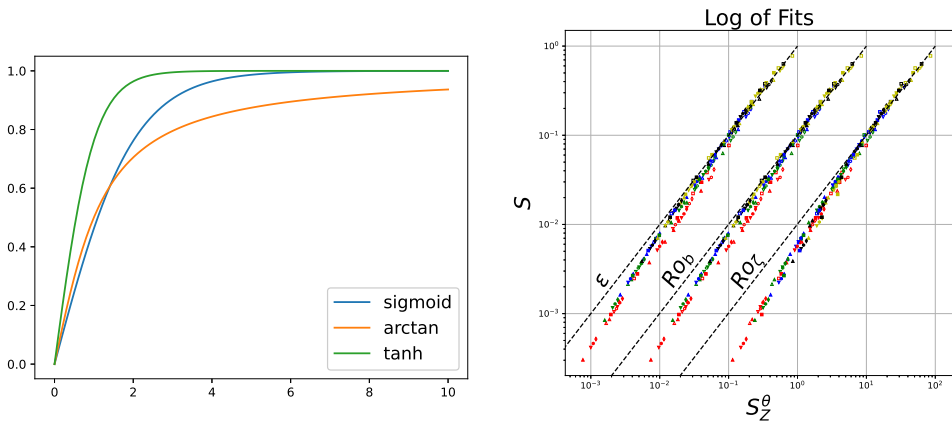 1.0
0.8
0.6
0.4
0.2
0.0
0 2 4 6 8 10
sigmoid
arctan
tanh
Log of Fits
S
10⁰
10⁻¹
10⁻²
10⁻³
ε
Ro_b
Ro_ζ
10⁻³ 10⁻² 10⁻¹ 10⁰ 10¹ 10²
S_Z^θ